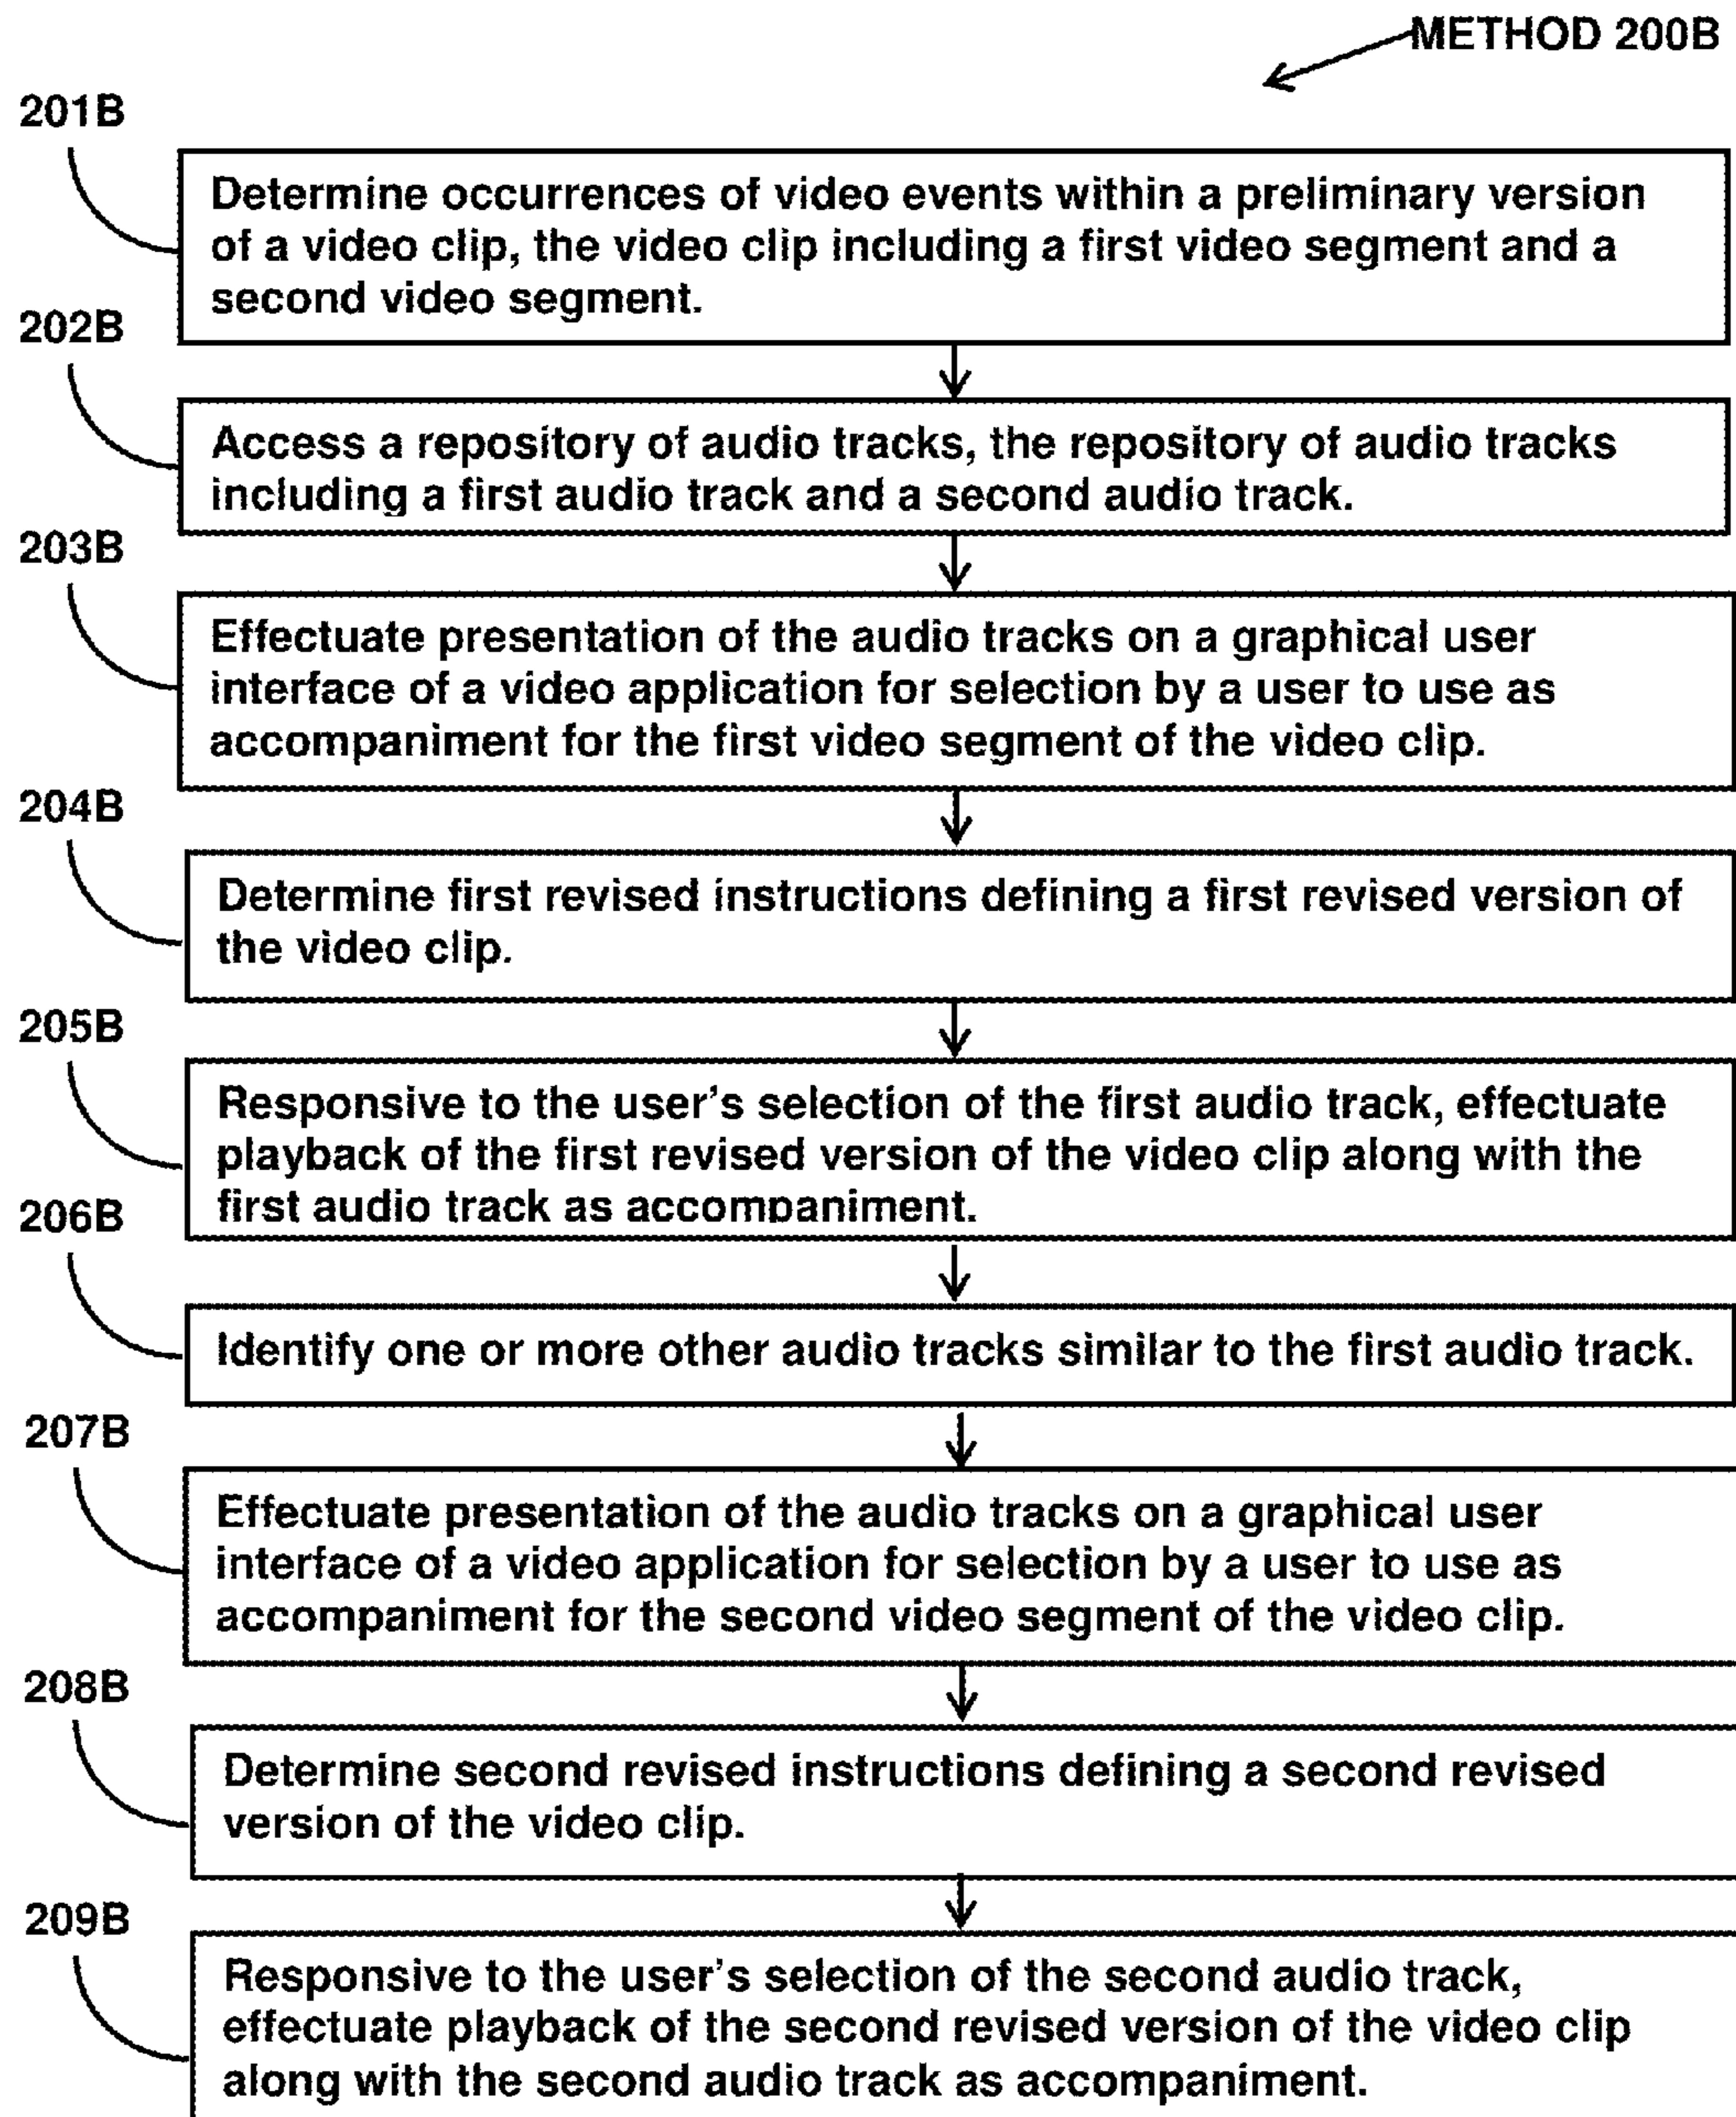 METHOD 200B
201B
Determine occurrences of video events within a preliminary version
of a video clip, the video clip including a first video segment and a
second video segment.
202B
Access a repository of audio tracks, the repository of audio tracks
including a first audio track and a second audio track.
203B
Effectuate presentation of the audio tracks on a graphical user
interface of a video application for selection by a user to use as
accompaniment for the first video segment of the video clip.
204B
Determine first revised instructions defining a first revised version of
the video clip.
205B
Responsive to the user's selection of the first audio track, effectuate
playback of the first revised version of the video clip along with the
first audio track as accompaniment.
206B
Identify one or more other audio tracks similar to the first audio track.
207B
Effectuate presentation of the audio tracks on a graphical user
interface of a video application for selection by a user to use as
accompaniment for the second video segment of the video clip.
208B
Determine second revised instructions defining a second revised
version of the video clip.
209B
Responsive to the user's selection of the second audio track,
effectuate playback of the second revised version of the video clip
along with the second audio track as accompaniment.